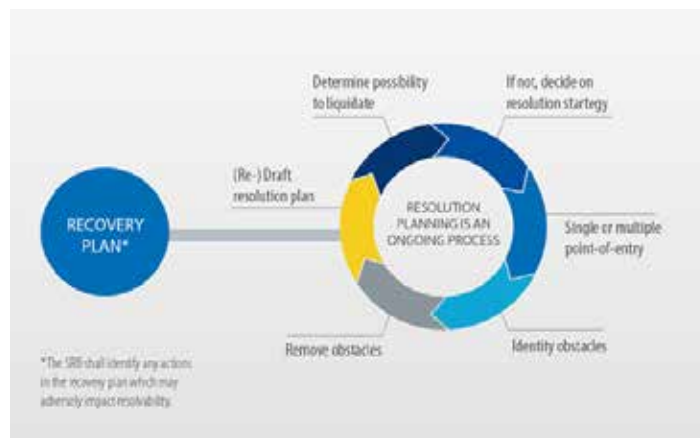 Determine possibility
to liquidate
If not, decide on
resolution startegy
(Re-) Draft
resolution plan
RECOVERY
PLAN*
RESOLUTION
PLANNING IS AN
ONGOING PROCESS
Single or multiple
point-of-entry
Remove obstacles
Identity obstacles
*The SRB shall identify any actions
in the recovery plan which may
adversely impact resolvability.